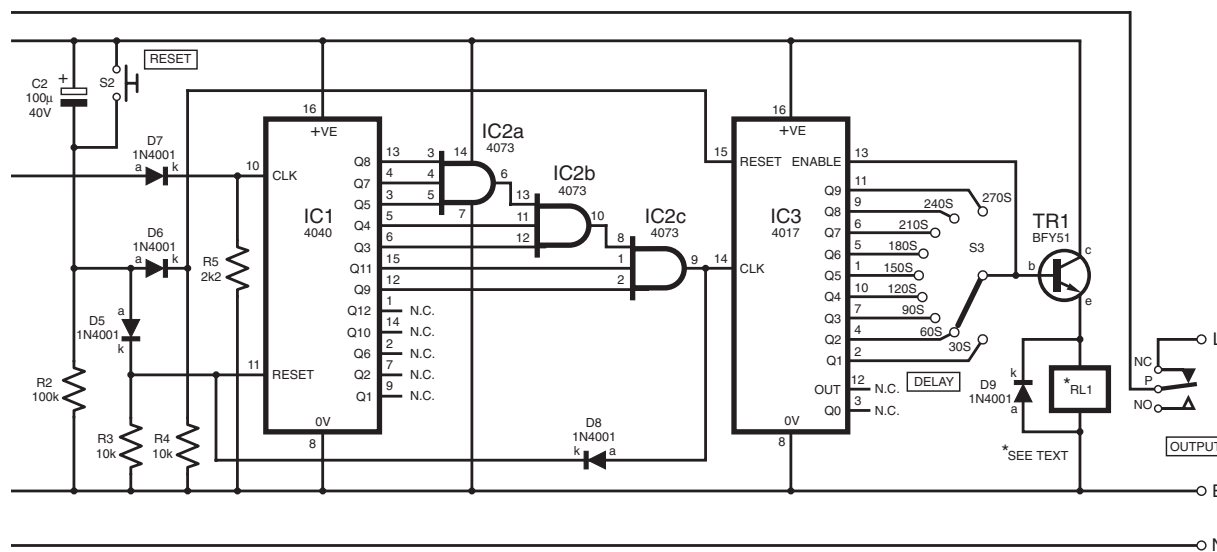 RESET
C2
100μ
40V
+
S2
D7
1N4001
a
k
D6
1N4001
a
k
R5
2k2
D5
1N4001
a
k
R2
100k
R3
10k
R4
10k
16
+VE
10
CLK
IC1
4040
11
RESET
0V
8
Q8
13
Q7
4
Q5
3
Q4
5
Q3
6
Q11
15
Q9
12
Q12
1
N.C.
Q10
14
N.C.
Q6
2
N.C.
Q2
7
N.C.
Q1
9
N.C.
IC2a
4073
3
4
5
14
7
6
IC2b
4073
13
11
12
10
IC2c
4073
8
1
2
9
D8
1N4001
k
a
16
+VE
15
RESET
ENABLE
13
IC3
4017
14
CLK
0V
8
Q9
11
270S
Q8
9
240S
Q7
6
210S
Q6
5
180S
Q5
1
150S
Q4
10
120S
Q3
7
90S
Q2
4
60S
Q1
2
30S
OUT
12
N.C.
Q0
3
N.C.
S3
DELAY
TR1
BFY51
b
c
e
D9
1N4001
k
a
*RL1
*SEE TEXT
NC
P
NO
L
OUTPUT
E
N